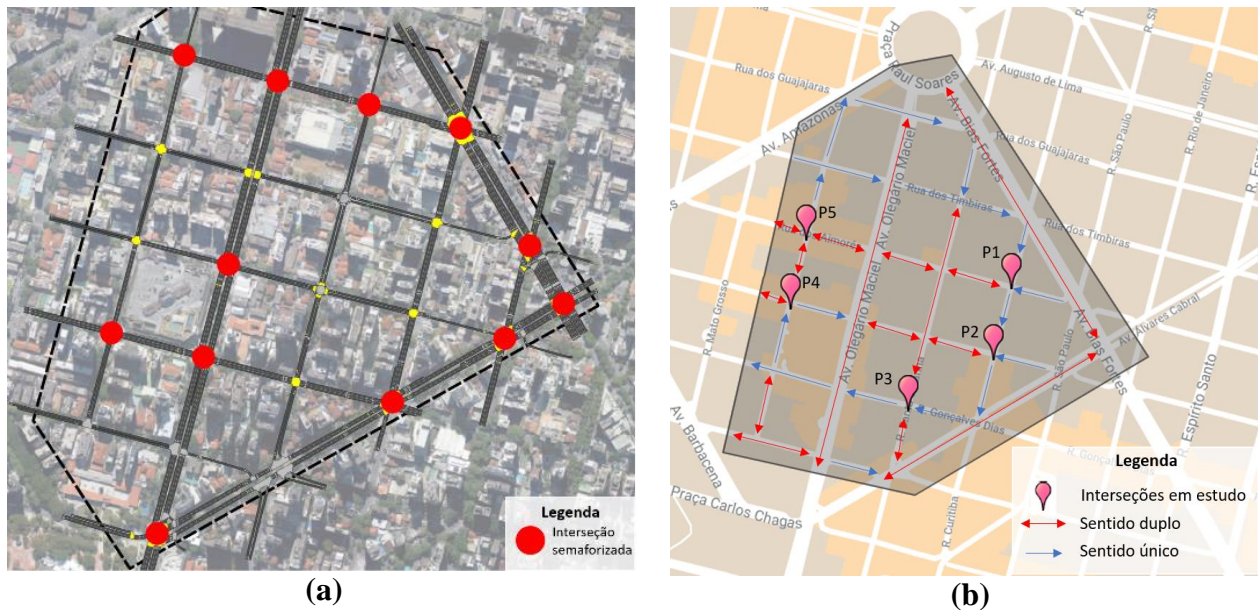 Legenda
Interseção
semaforizada
(a)
Praça
Raul Soares
Rua dos Guajajaras
Av. Augusto de Lima
Av. Amazonas
Av. Bias Fortes
Rua dos Guajajaras
R. São Paulo
R. Rio de Janeiro
Av. Olegário Maciel
Rua dos Timbiras
Rua dos Timbiras
P5
Aimoré
P1
P4
R. Mato Grosso
P2
Av. Olegário Maciel
R. São Paulo
Av. Bias Fortes
Av. Álvares Cabral
P3
Gonçalves Dias
Espírito Santo
Av. Barbacena
Praça Carlos Chagas
R. Curitiba
Legenda
Interseções em estudo
Sentido duplo
Sentido único
(b)